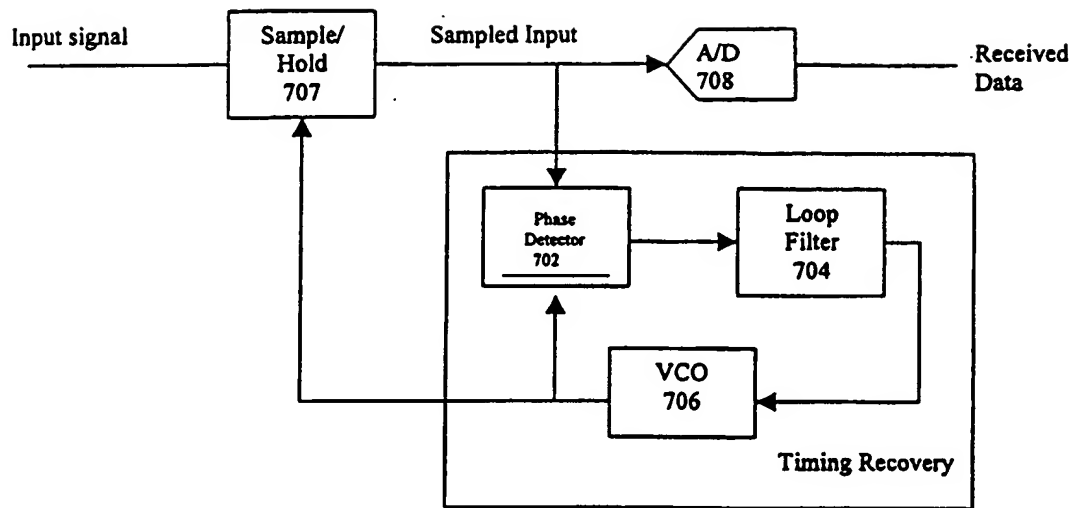 Input signal
Sample/
Hold
707
Sampled Input
A/D
708
Received
Data
Phase
Detector
702
Loop
Filter
704
VCO
706
Timing Recovery